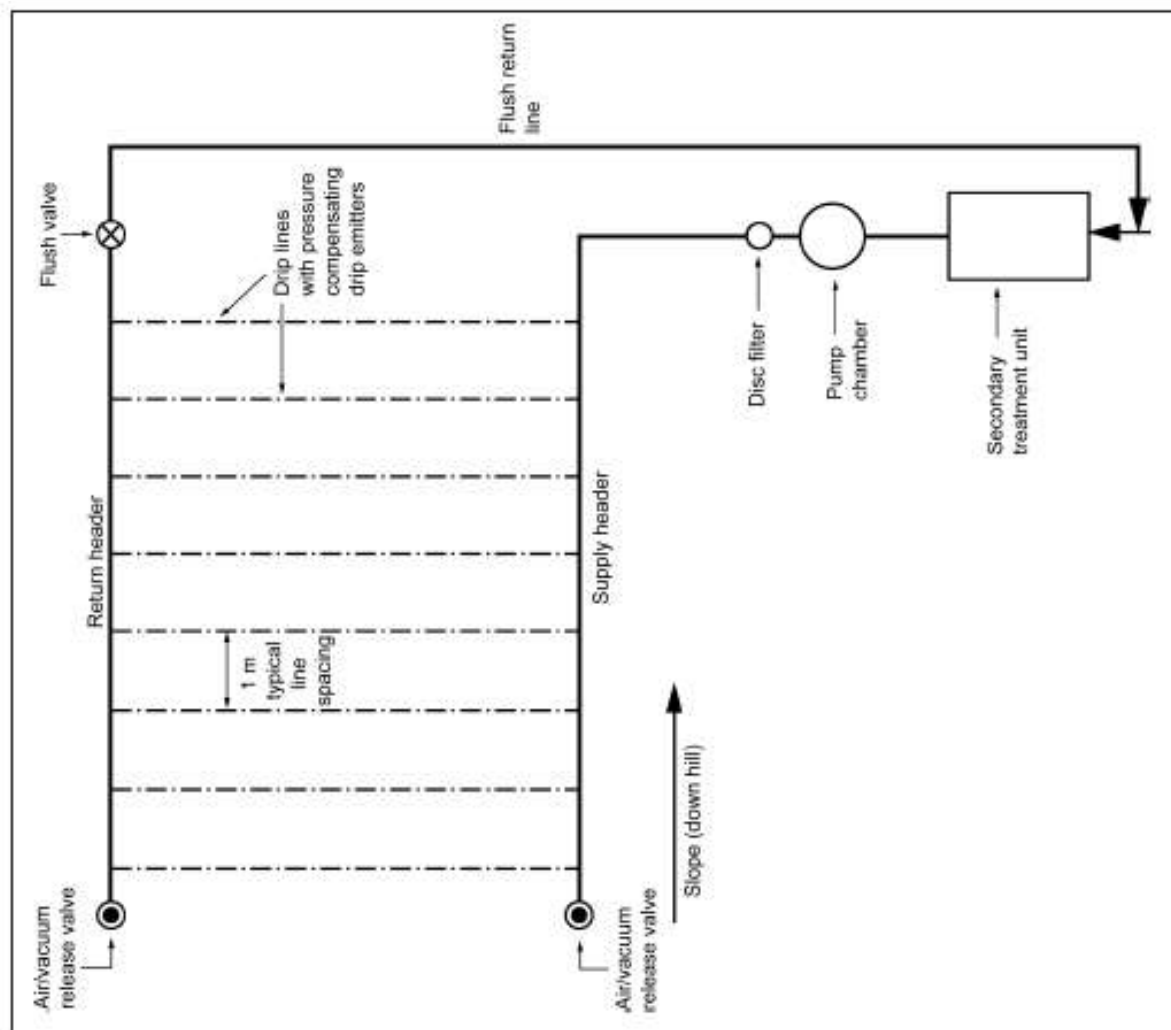 Air/vacuum
release valve
Return header
Flush valve
1 m
typical
line
spacing
Drip lines
with pressure
compensating
drip emitters
Flush return
line
Air/vacuum
release valve
Supply header
Slope (down hill)
Disc filter
Pump
chamber
Secondary
treatment unit